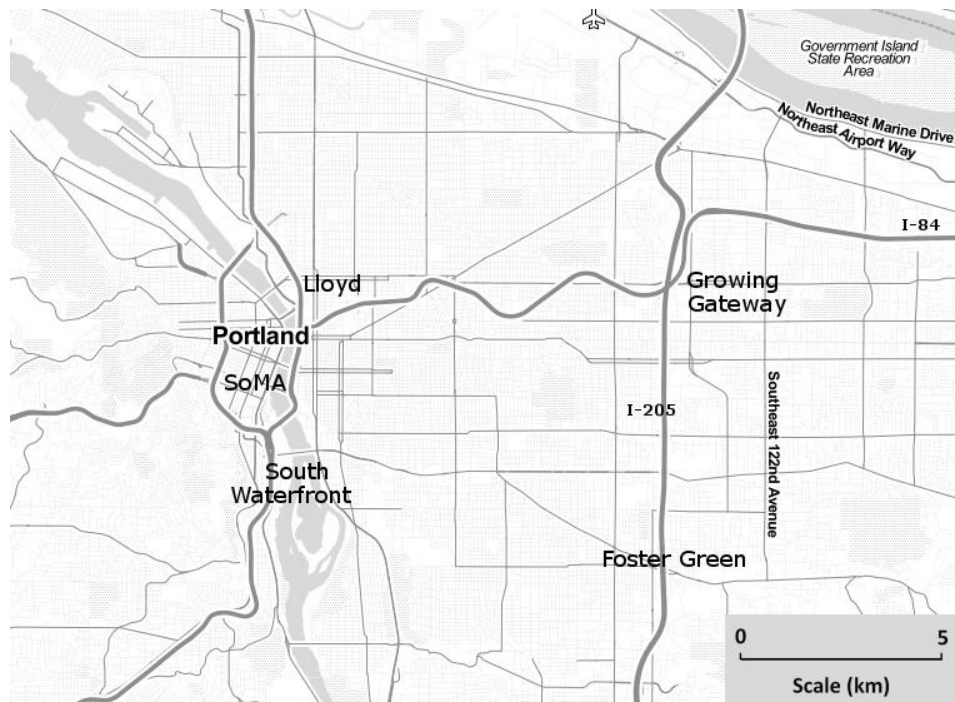 Government Island
State Recreation
Area
Northeast Marine Drive
Northeast Airport Way
I-84
Lloyd
Growing
Gateway
Portland
SoMA
I-205
Southeast 122nd Avenue
South
Waterfront
Foster Green
0 5
Scale (km)